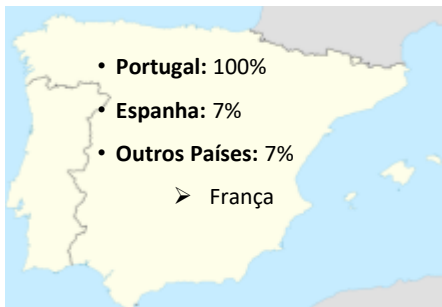 • Portugal: 100%
• Espanha: 7%
• Outros Países: 7%
➢ França